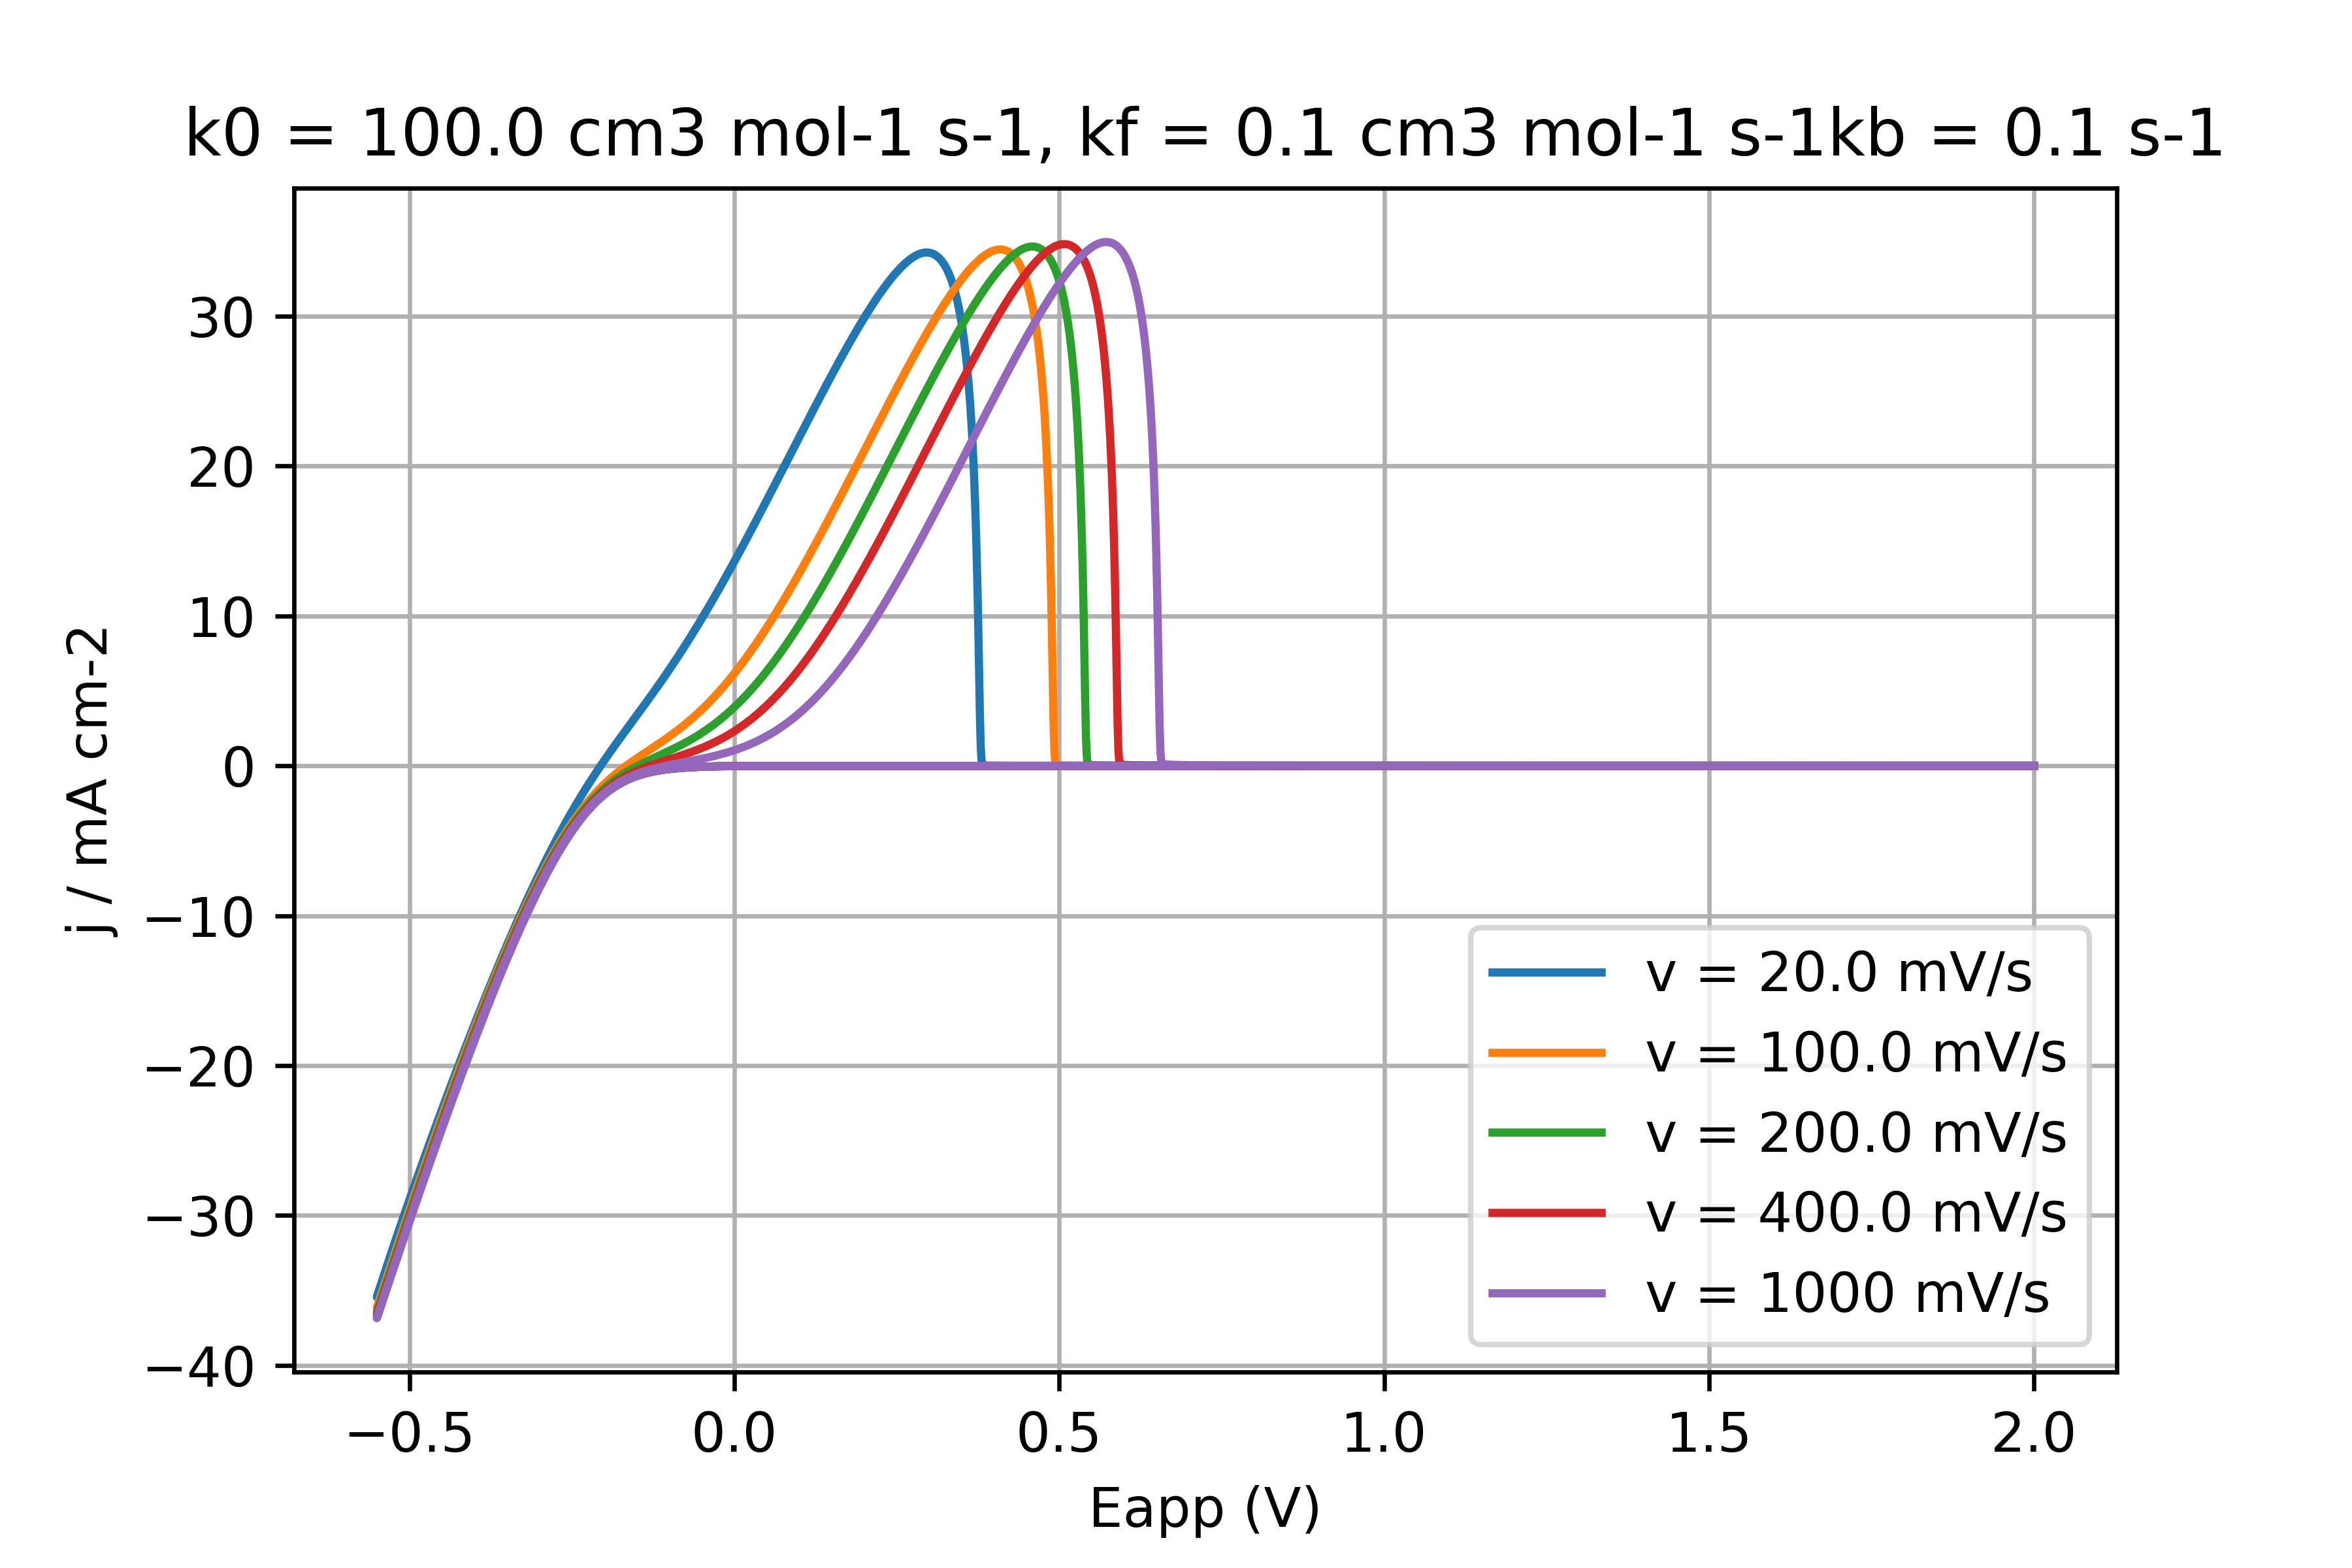 k0 = 100.0 cm3 mol-1 s-1, kf = 0.1 cm3 mol-1 s-1kb = 0.1 s-1
j / mA cm-2
30
20
10
0
−10
−20
−30
−40
v = 20.0 mV/s
v = 100.0 mV/s
v = 200.0 mV/s
v = 400.0 mV/s
v = 1000 mV/s
−0.5 0.0 0.5 1.0 1.5 2.0
Eapp (V)